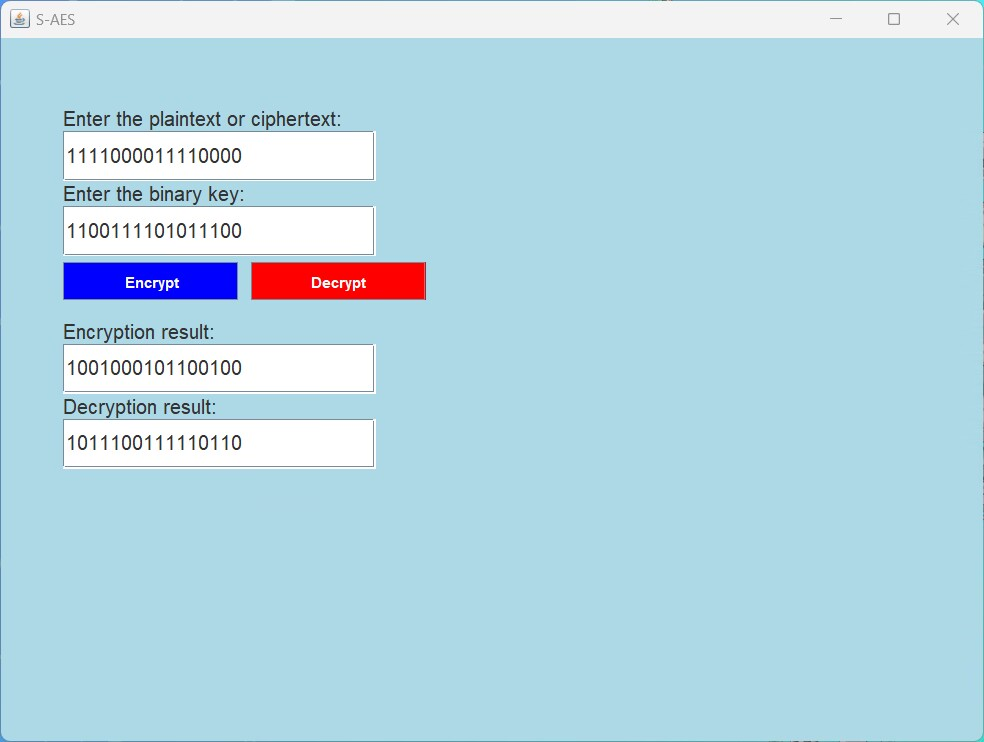 S-AES
Enter the plaintext or ciphertext:
1111000011110000
Enter the binary key:
1100111101011100
Encrypt Decrypt
Encryption result:
1001000101100100
Decryption result:
1011100111110110